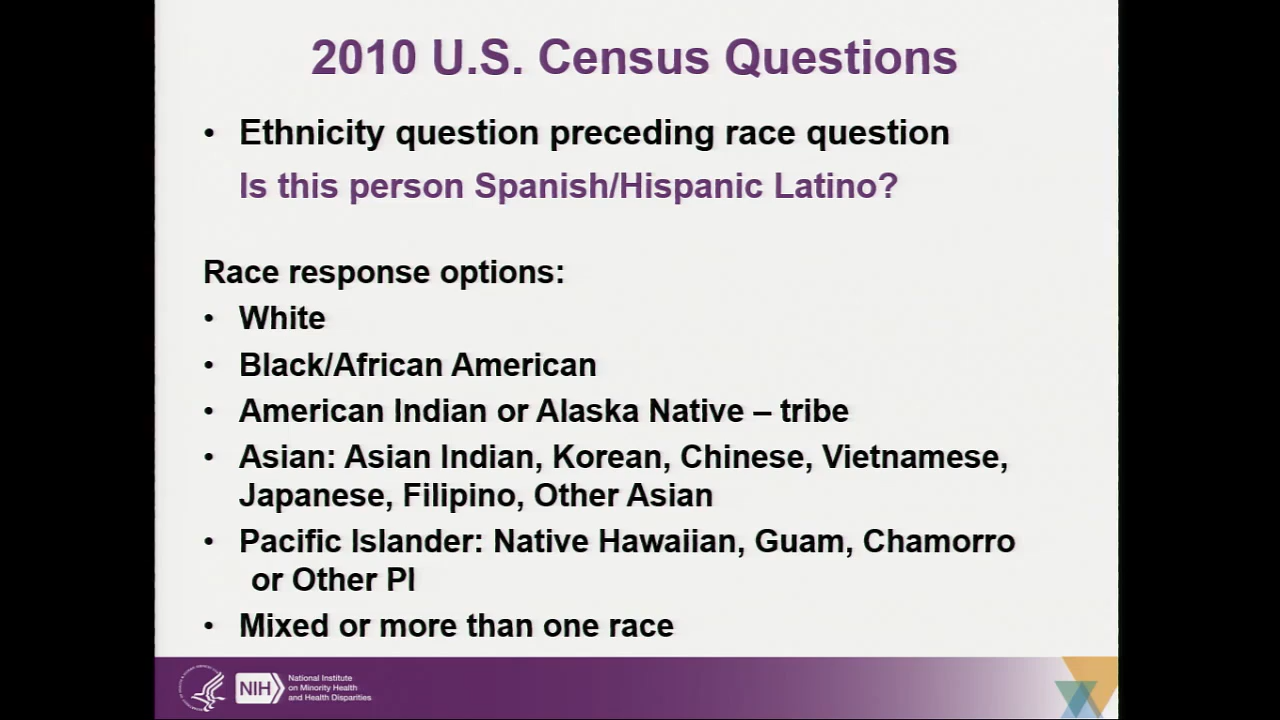 2010 U.S. Census Questions
• Ethnicity question preceding race question
Is this person Spanish/Hispanic Latino?
Race response options:
• White
• Black/African American
• American Indian or Alaska Native – tribe
• Asian: Asian Indian, Korean, Chinese, Vietnamese,
Japanese, Filipino, Other Asian
• Pacific Islander: Native Hawaiian, Guam, Chamorro
or Other PI
• Mixed or more than one race
NIH
National Institute
on Minority Health
and Health Disparities